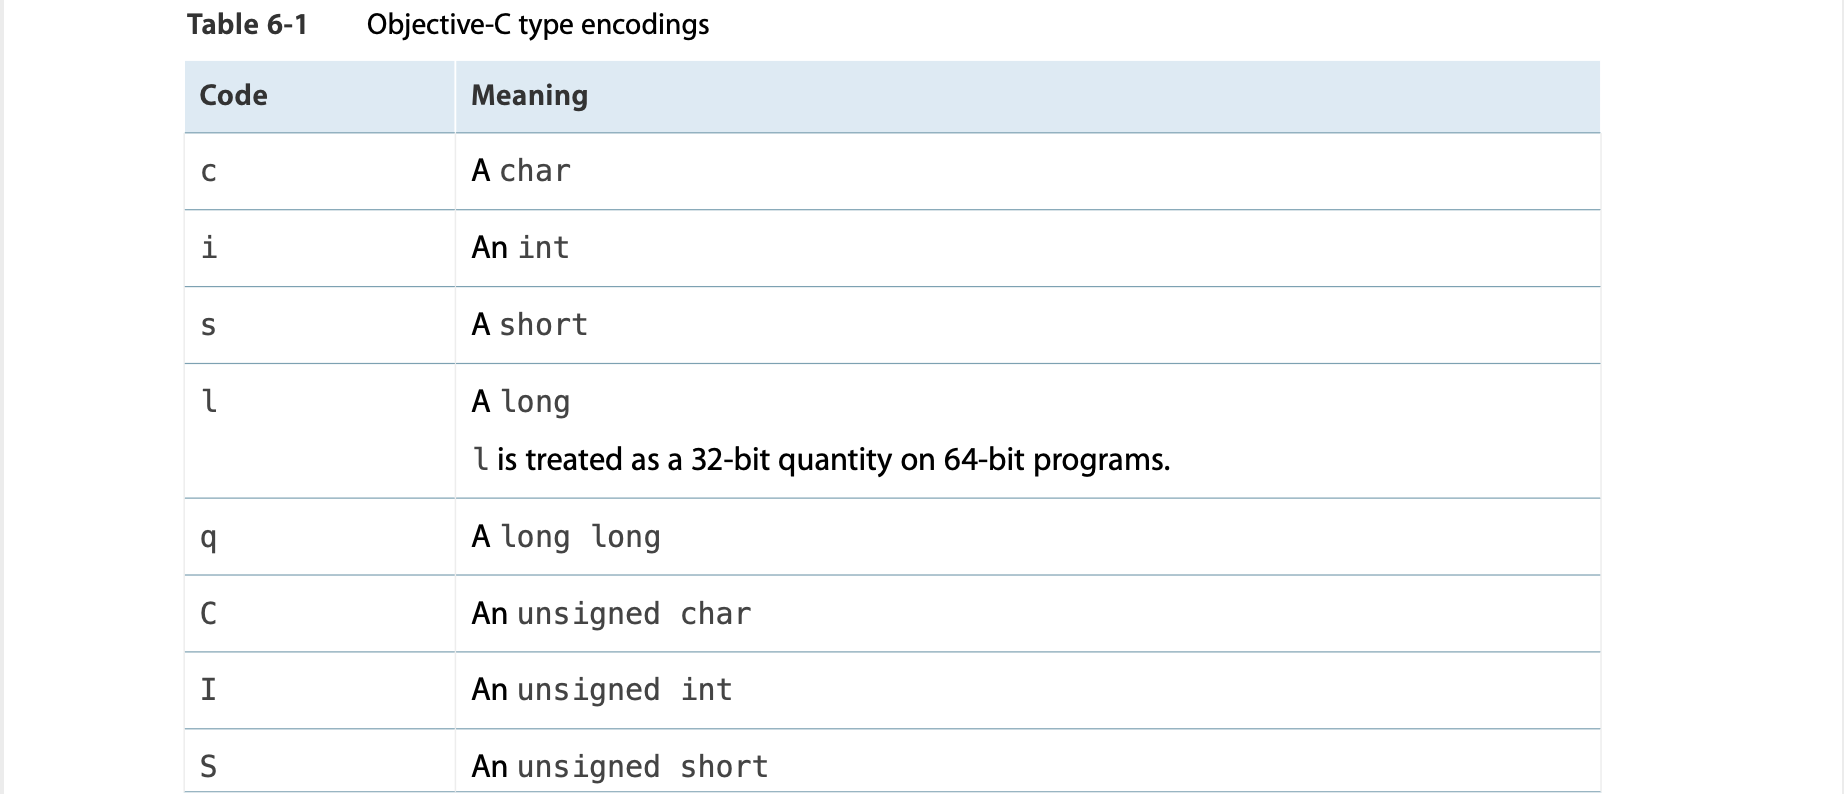 Table 6-1 Objective-C type encodings
Code Meaning
c A char
i An int
s A short
l A long
l is treated as a 32-bit quantity on 64-bit programs.
q A long long
C An unsigned char
I An unsigned int
S An unsigned short